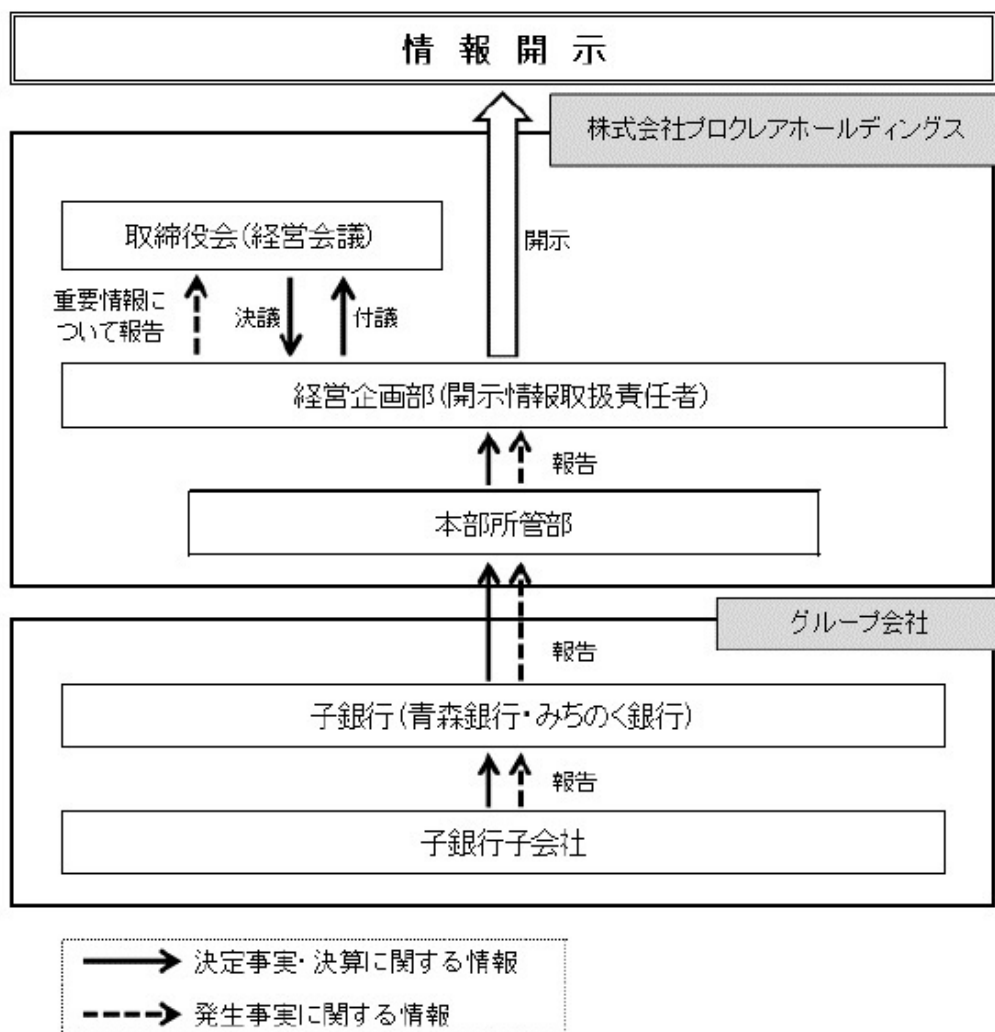 情報開示
株式会社プロクレアホールディングス
取締役会(経営会議)
開示
重要情報に
ついて報告
決議
付議
経営企画部(開示情報取扱責任者)
報告
本部所管部
グループ会社
報告
子銀行(青森銀行・みちのく銀行)
報告
子銀行子会社
決定事実・決算に関する情報
発生事実に関する情報